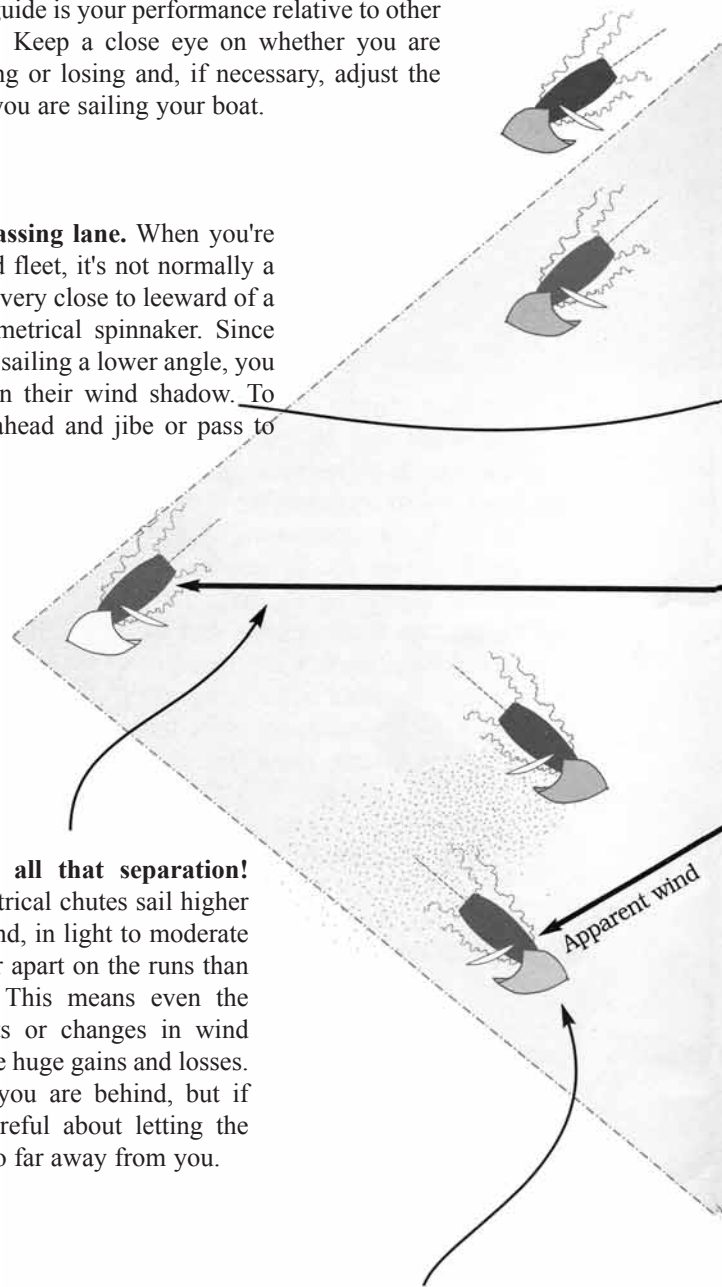 guide is your performance relative to other
. Keep a close eye on whether you are
ng or losing and, if necessary, adjust the
you are sailing your boat.
assing lane. When you're
d fleet, it's not normally a
very close to leeward of a
metrical spinnaker. Since
sailing a lower angle, you
n their wind shadow. To
ahead and jibe or pass to
all that separation!
trical chutes sail higher
nd, in light to moderate
r apart on the runs than
This means even the
s or changes in wind
e huge gains and losses.
you are behind, but if
reful about letting the
o far away from you.
Apparent wind